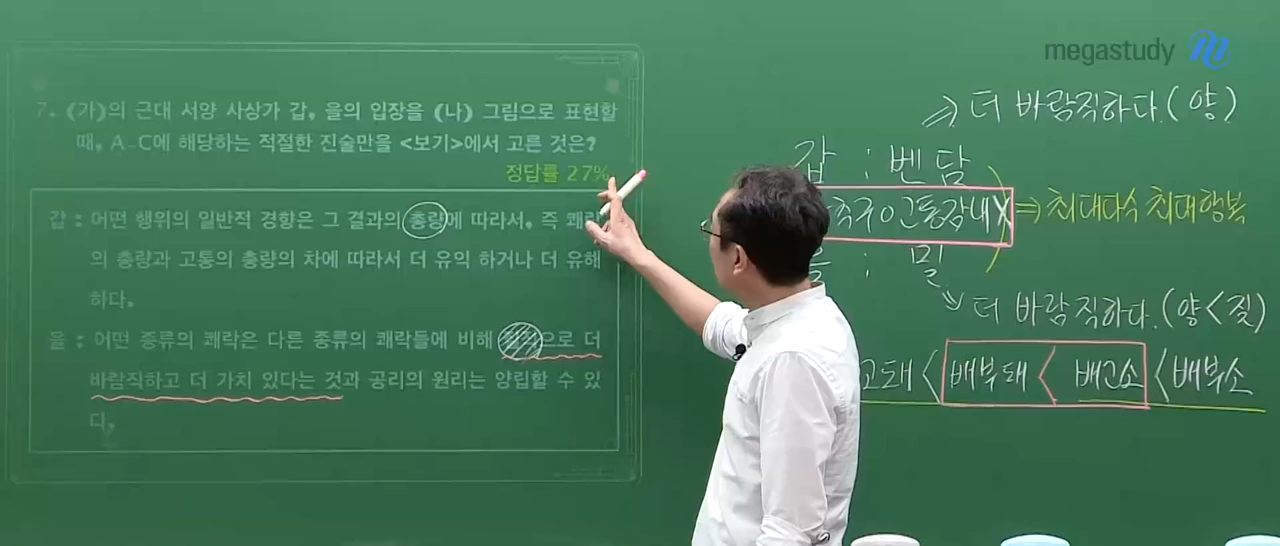 megastudy
7. (가)의 근대 서양 사상가 갑, 을의 입장을 (나) 그림으로 표현할
때, A-C에 해당하는 적절한 진술만을 <보기>에서 고른 것은?
정답률 27%
갑 : 어떤 행위의 일반적 경향은 그 결과의 총량에 따라서, 즉 쾌락
의 총량과 고통의 총량의 차에 따라서 더 유익 하거나 더 유해
하다.
을 : 어떤 종류의 쾌락은 다른 종류의 쾌락들에 비해 질적으로 더
바람직하고 더 가치 있다는 것과 공리의 원리는 양립할 수 있
다.
⇒ 더 바람직하다.(양)
갑 : 벤담
⇒ 최대다수 최대행복
: 밀
더 바람직하다.(양<질)
고돼 < 배부돼 < 배고소 < 배부소